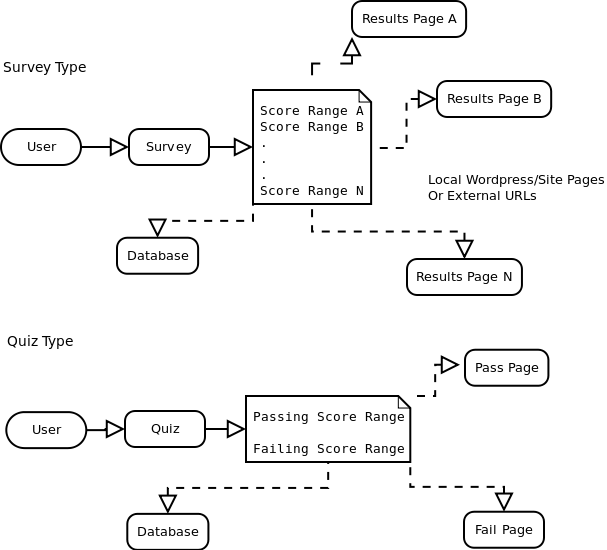 Results Page A
Survey Type
Results Page B
Score Range A
Score Range B
.
.
.
Score Range N
User
Survey
Local Wordpress/Site Pages
Or External URLs
Database
Results Page N
Quiz Type
Pass Page
Passing Score Range
Failing Score Range
User
Quiz
Database
Fail Page